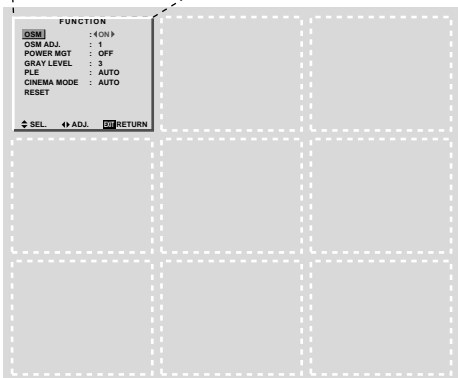 FUNCTION
OSM :◀ON▶
OSM ADJ. : 1
POWER MGT : OFF
GRAY LEVEL : 3
PLE : AUTO
CINEMA MODE : AUTO
RESET
SEL. ADJ. EXIT RETURN